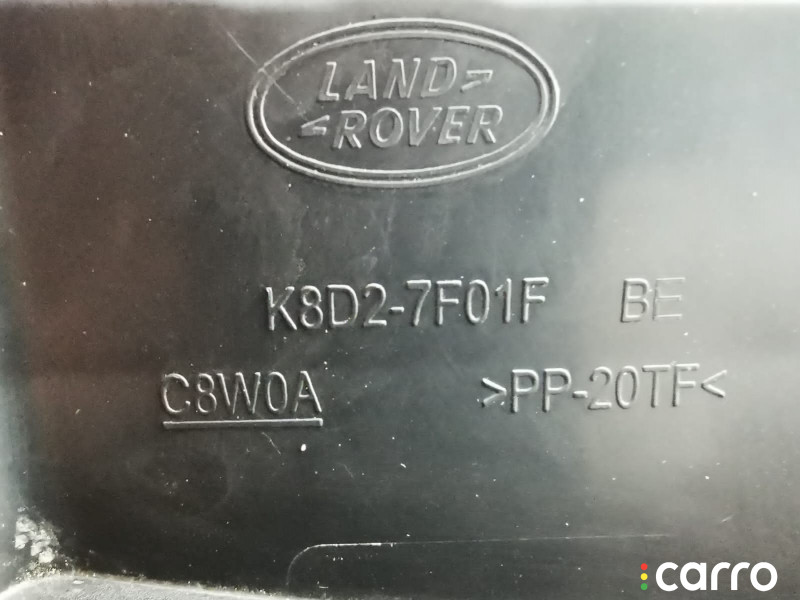 LAND
ROVER
K8D2-7F01F BE
C8W0A >PP-20TF<
carro